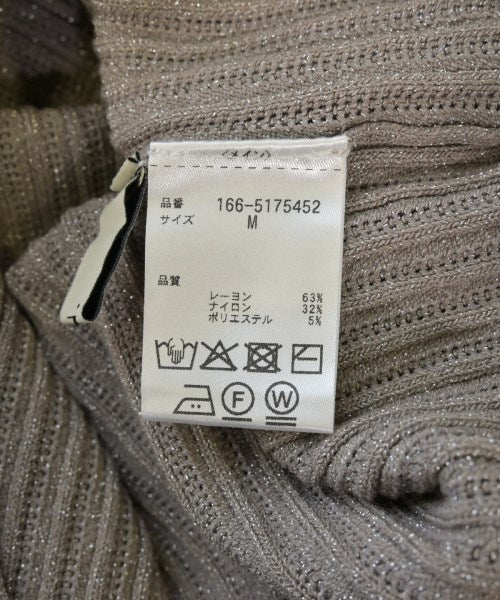 品番 166-5175452
サイズ M
品質
レーヨン 63%
ナイロン 32%
ポリエステル 5%
F W